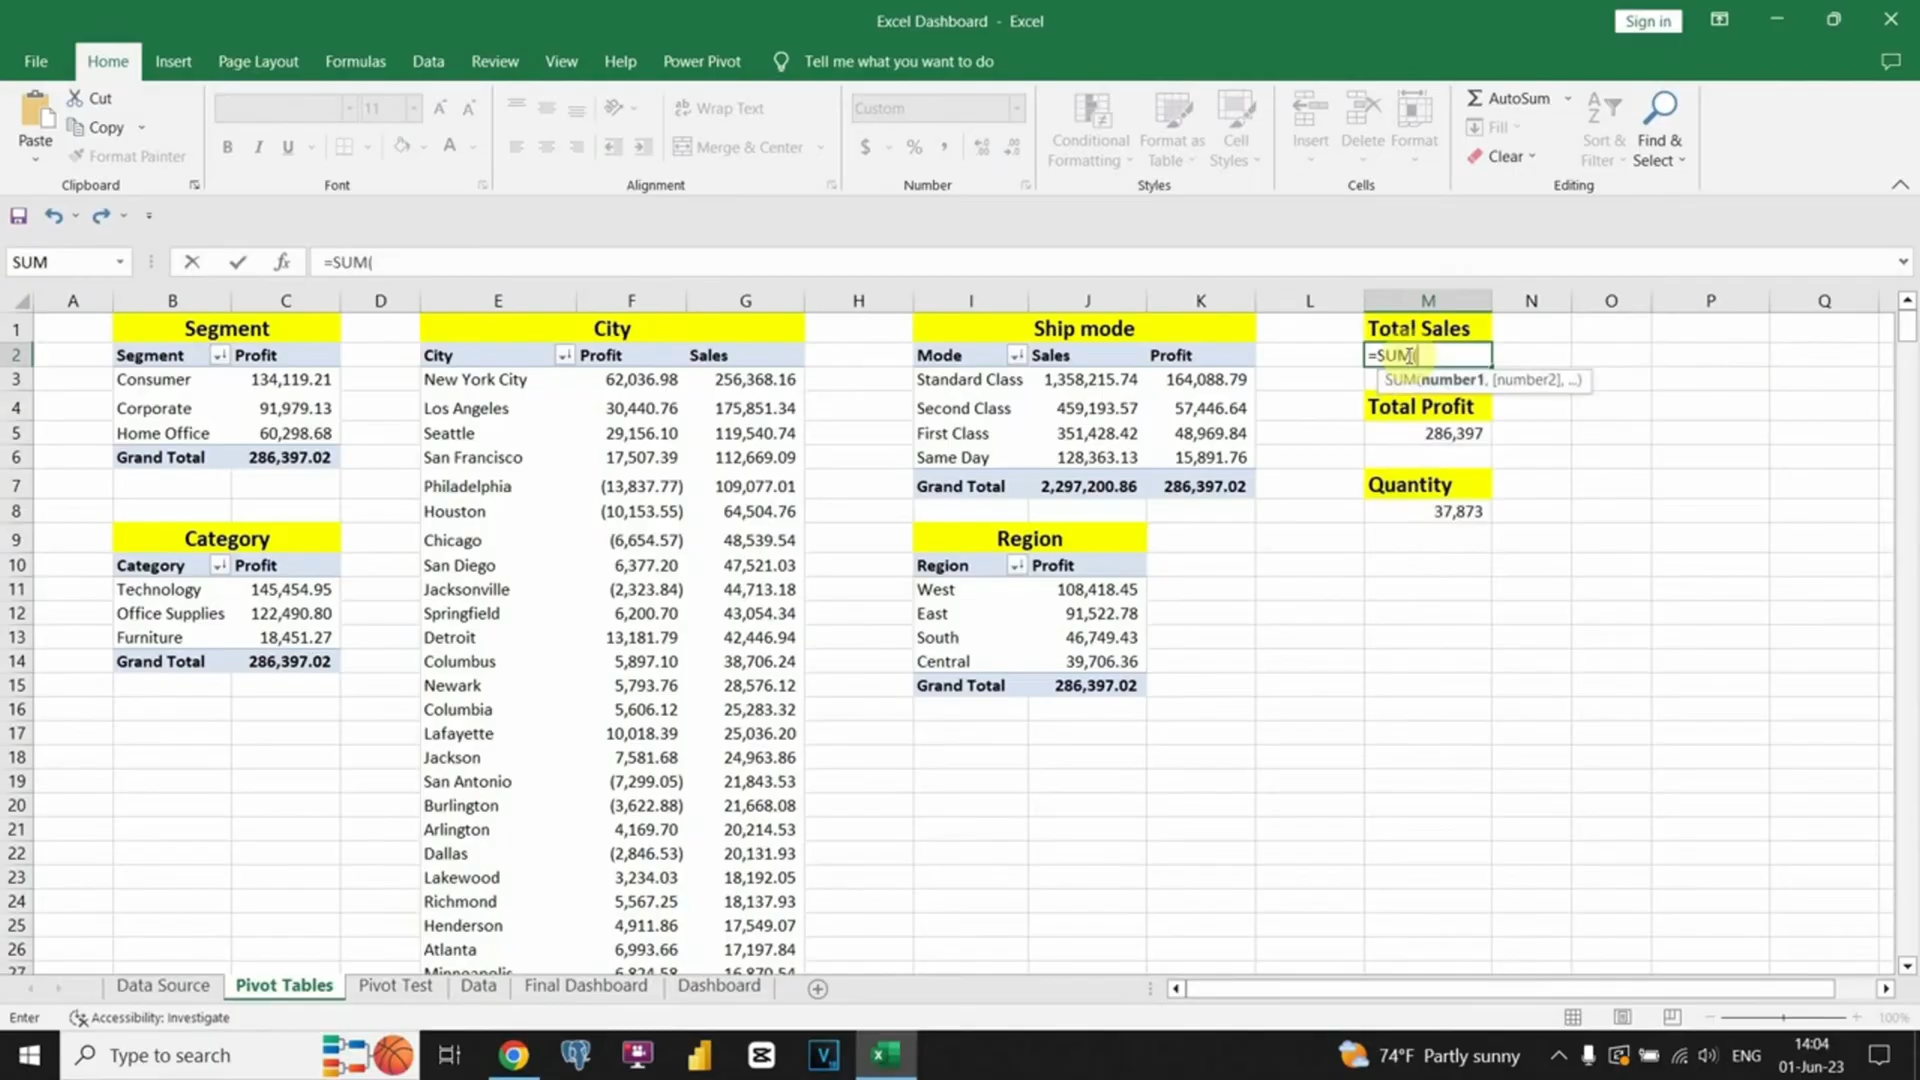 Excel Dashboard - Excel
Sign in
File Home Insert Page Layout Formulas Data Review View Help Power Pivot Tell me what you want to do
Paste
Cut
Copy
Format Painter
Clipboard
11
B I U
Font
Wrap Text
Merge & Center
Alignment
Custom
$ % ,
Number
Conditional Formatting
Format as Table
Cell Styles
Styles
Insert Delete Format
Cells
AutoSum
Fill
Clear
Sort & Filter
Find & Select
Editing
SUM =SUM(
A B C D E F G H I J K L M N O P Q
1 Segment City Ship mode Total Sales
2 Segment Profit City Profit Sales Mode Sales Profit =SUM(
3 Consumer 134,119.21 New York City 62,036.98 256,368.16 Standard Class 1,358,215.74 164,088.79 SUM(number1, [number2], ...)
4 Corporate 91,979.13 Los Angeles 30,440.76 175,851.34 Second Class 459,193.57 57,446.64 Total Profit
5 Home Office 60,298.68 Seattle 29,156.10 119,540.74 First Class 351,428.42 48,969.84 286,397
6 Grand Total 286,397.02 San Francisco 17,507.39 112,669.09 Same Day 128,363.13 15,891.76
7 Philadelphia (13,837.77) 109,077.01 Grand Total 2,297,200.86 286,397.02 Quantity
8 Houston (10,153.55) 64,504.76 37,873
9 Category Chicago (6,654.57) 48,539.54 Region
10 Category Profit San Diego 6,377.20 47,521.03 Region Profit
11 Technology 145,454.95 Jacksonville (2,323.84) 44,713.18 West 108,418.45
12 Office Supplies 122,490.80 Springfield 6,200.70 43,054.34 East 91,522.78
13 Furniture 18,451.27 Detroit 13,181.79 42,446.94 South 46,749.43
14 Grand Total 286,397.02 Columbus 5,897.10 38,706.24 Central 39,706.36
15 Newark 5,793.76 28,576.12 Grand Total 286,397.02
16 Columbia 5,606.12 25,283.32
17 Lafayette 10,018.39 25,036.20
18 Jackson 7,581.68 24,963.86
19 San Antonio (7,299.05) 21,843.53
20 Burlington (3,622.88) 21,668.08
21 Arlington 4,169.70 20,214.53
22 Dallas (2,846.53) 20,131.93
23 Lakewood 3,234.03 18,192.05
24 Richmond 5,567.25 18,137.93
25 Henderson 4,911.86 17,549.07
26 Atlanta 6,993.66 17,197.84
27 Minneapolis 6,824.58 16,870.54
Data Source Pivot Tables Pivot Test Data Final Dashboard Dashboard
Enter Accessibility: Investigate 100%
Type to search 74°F Partly sunny ENG 14:04
01-Jun-23